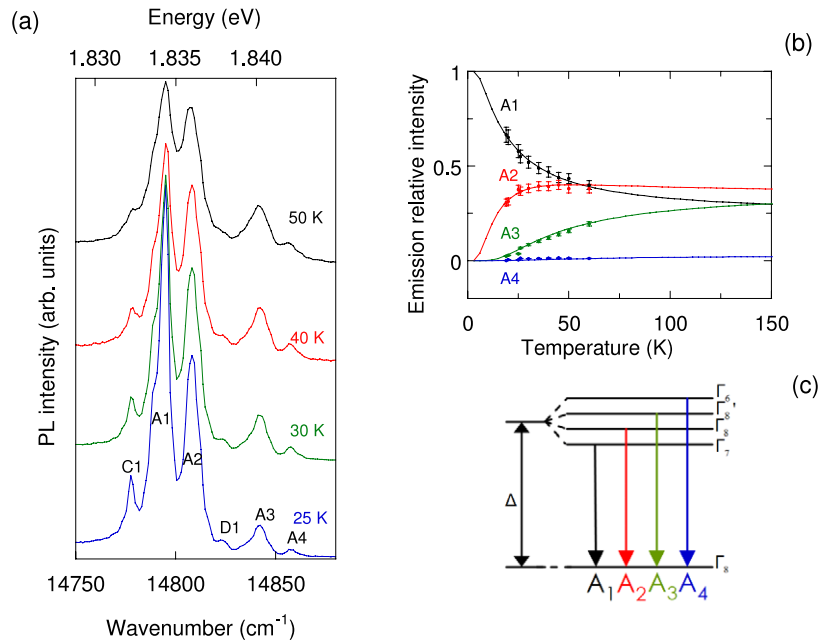 (a)
Energy (eV)
1.830 1.835 1.840
PL intensity (arb. units)
50 K
40 K
30 K
25 K
C1
A1
A2
D1
A3
A4
14750 14800 14850
Wavenumber (cm⁻¹)
(b)
Emission relative intensity
1
0.5
0
A1
A2
A3
A4
0 50 100 150
Temperature (K)
(c)
Γ₆,
Γ₈
Γ₈
Γ₇
Δ
Γ₈
A₁ A₂ A₃ A₄